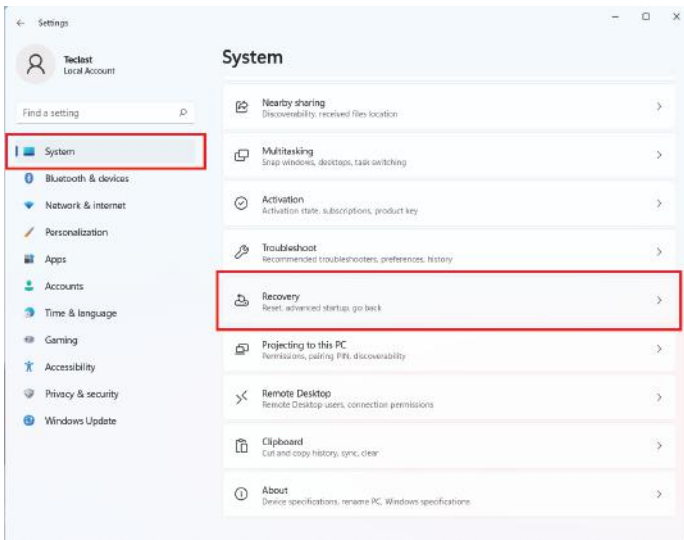 Settings
Teclast
Local Account
Find a setting
System
Bluetooth & devices
Network & internet
Personalization
Apps
Accounts
Time & language
Gaming
Accessibility
Privacy & security
Windows Update
System
Nearby sharing
Discoverability, received files location
Multitasking
Snap windows, desktops, task switching
Activation
Activation state, subscriptions, product key
Troubleshoot
Recommended troubleshooters, preferences, history
Recovery
Reset, advanced startup, go back
Projecting to this PC
Permissions, pairing PIN, discoverability
Remote Desktop
Remote Desktop users, connection permissions
Clipboard
Cut and copy history, sync, clear
About
Device specifications, rename PC, Windows specifications